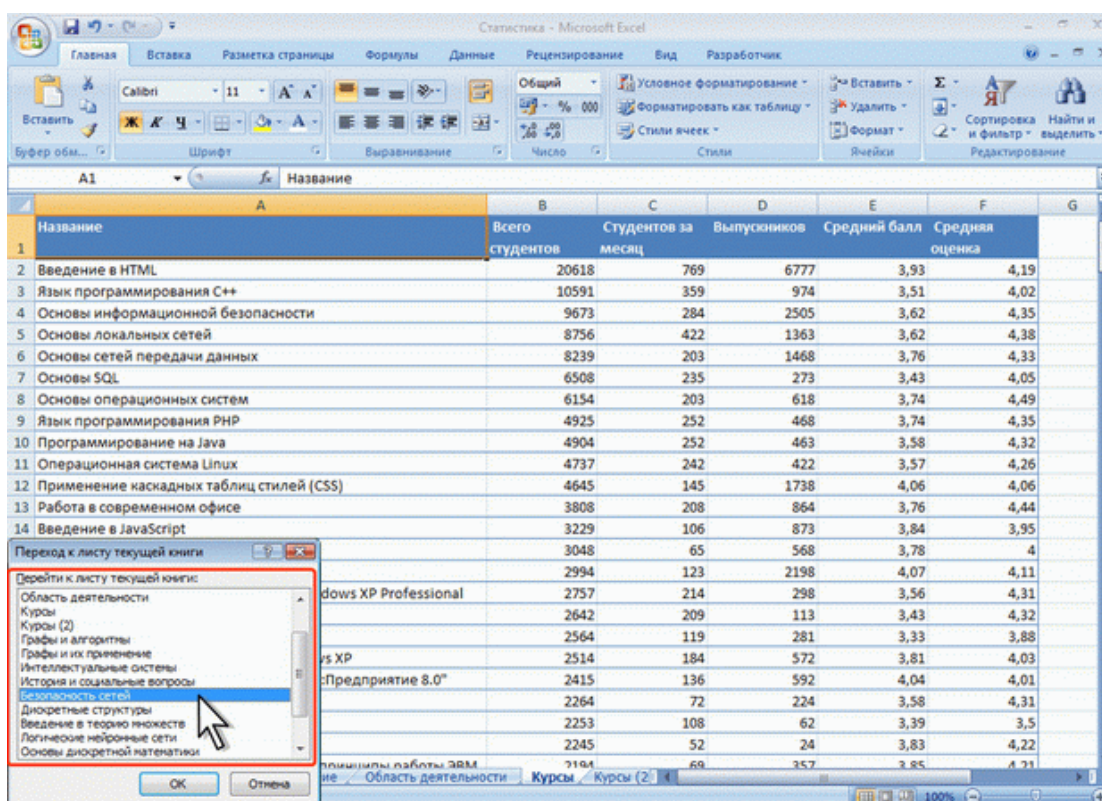 Статистика - Microsoft Excel
Главная Вставка Разметка страницы Формулы Данные Рецензирование Вид Разработчик
Вставить
Calibri 11
Ж К Ч
Общий
% 000
Условное форматирование
Форматировать как таблицу
Стили ячеек
Вставить
Удалить
Формат
Σ
Сортировка и фильтр
Найти и выделить
Буфер обм... Шрифт Выравнивание Число Стили Ячейки Редактирование
A1 fx Название
A B C D E F G
1 Название Всего студентов Студентов за месяц Выпускников Средний балл Средняя оценка
2 Введение в HTML 20618 769 6777 3,93 4,19
3 Язык программирования C++ 10591 359 974 3,51 4,02
4 Основы информационной безопасности 9673 284 2505 3,62 4,35
5 Основы локальных сетей 8756 422 1363 3,62 4,38
6 Основы сетей передачи данных 8239 203 1468 3,76 4,33
7 Основы SQL 6508 235 273 3,43 4,05
8 Основы операционных систем 6154 203 618 3,74 4,49
9 Язык программирования PHP 4925 252 468 3,74 4,35
10 Программирование на Java 4904 252 463 3,58 4,32
11 Операционная система Linux 4737 242 422 3,57 4,26
12 Применение каскадных таблиц стилей (CSS) 4645 145 1738 4,06 4,06
13 Работа в современном офисе 3808 208 864 3,76 4,44
14 Введение в JavaScript 3229 106 873 3,84 3,95
3048 65 568 3,78 4
2994 123 2198 4,07 4,11
dows XP Professional 2757 214 298 3,56 4,31
2642 209 113 3,43 4,32
2564 119 281 3,33 3,88
vs XP 2514 184 572 3,81 4,03
:Предприятие 8.0" 2415 136 592 4,04 4,01
2264 72 224 3,58 4,31
2253 108 62 3,39 3,5
2245 52 24 3,83 4,22
принципы работы ЭВМ 2194 69 357 3,85 4,21
Переход к листу текущей книги
Перейти к листу текущей книги:
Область деятельности
Курсы
Курсы (2)
Графы и алгоритмы
Графы и их применение
Интеллектуальные системы
История и социальные вопросы
Безопасность сетей
Дискретные структуры
Введение в теорию множеств
Логические нейронные сети
Основы дискретной математики
OK Отмена
ие Область деятельности Курсы Курсы (2
100%